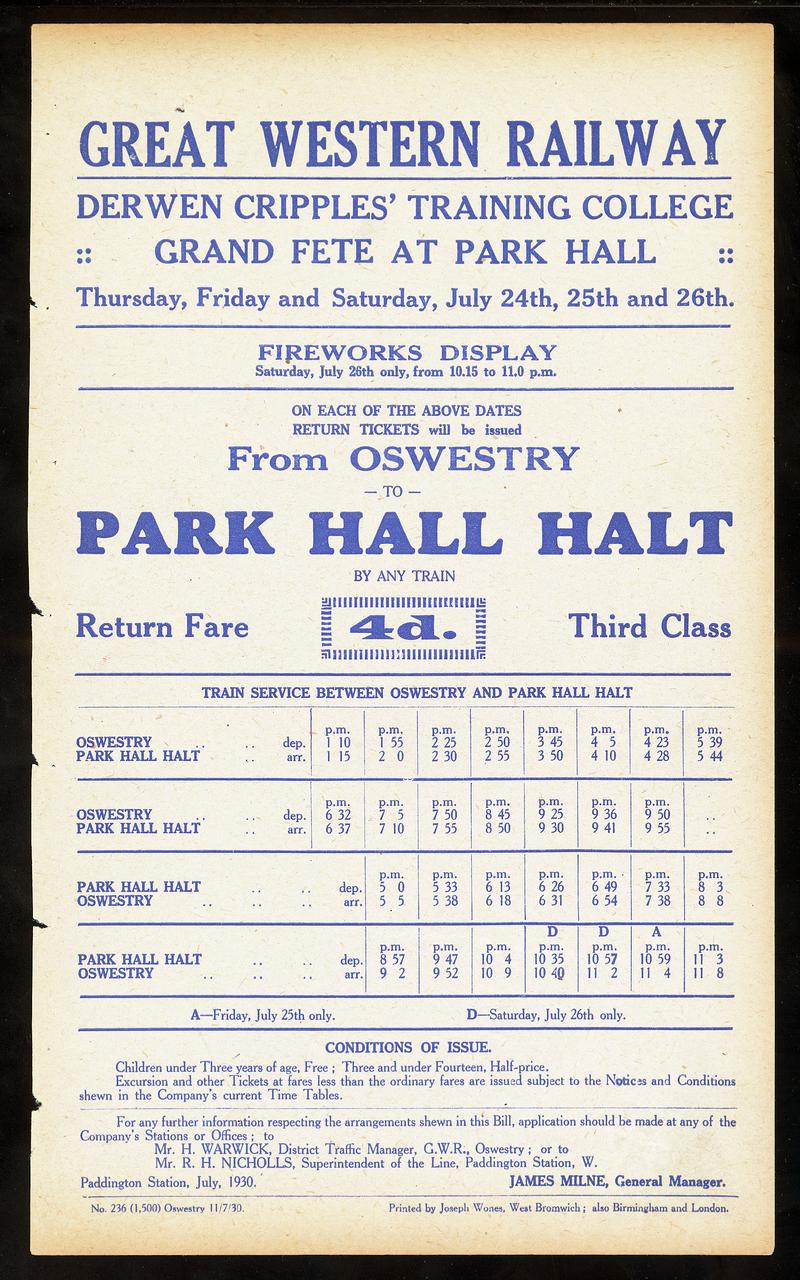 GREAT WESTERN RAILWAY
DERWEN CRIPPLES' TRAINING COLLEGE
:: GRAND FETE AT PARK HALL ::
Thursday, Friday and Saturday, July 24th, 25th and 26th.
FIREWORKS DISPLAY
Saturday, July 26th only, from 10.15 to 11.0 p.m.
ON EACH OF THE ABOVE DATES
RETURN TICKETS will be issued
From OSWESTRY
— TO —
PARK HALL HALT
BY ANY TRAIN
Return Fare 4d. Third Class
TRAIN SERVICE BETWEEN OSWESTRY AND PARK HALL HALT
p.m. p.m. p.m. p.m. p.m. p.m. p.m. p.m.
OSWESTRY .. .. dep. 1 10 1 55 2 25 2 50 3 45 4 5 4 23 5 39
PARK HALL HALT .. arr. 1 15 2 0 2 30 2 55 3 50 4 10 4 28 5 44
p.m. p.m. p.m. p.m. p.m. p.m. p.m.
OSWESTRY .. .. dep. 6 32 7 5 7 50 8 45 9 25 9 36 9 50 ..
PARK HALL HALT .. arr. 6 37 7 10 7 55 8 50 9 30 9 41 9 55 ..
p.m. p.m. p.m. p.m. p.m. p.m. p.m.
PARK HALL HALT .. .. dep. 5 0 5 33 6 13 6 26 6 49 7 33 8 3
OSWESTRY .. .. .. arr. 5 5 5 38 6 18 6 31 6 54 7 38 8 8
D D A
p.m. p.m. p.m. p.m. p.m. p.m. p.m.
PARK HALL HALT .. .. dep. 8 57 9 47 10 4 10 35 10 57 10 59 11 3
OSWESTRY .. .. .. arr. 9 2 9 52 10 9 10 40 11 2 11 4 11 8
A—Friday, July 25th only. D—Saturday, July 26th only.
CONDITIONS OF ISSUE.
Children under Three years of age, Free ; Three and under Fourteen, Half-price.
Excursion and other Tickets at fares less than the ordinary fares are issued subject to the Notices and Conditions
shewn in the Company's current Time Tables.
For any further information respecting the arrangements shewn in this Bill, application should be made at any of the
Company's Stations or Offices ; to
Mr. H. WARWICK, District Traffic Manager, G.W.R., Oswestry ; or to
Mr. R. H. NICHOLLS, Superintendent of the Line, Paddington Station, W.
Paddington Station, July, 1930. JAMES MILNE, General Manager.
No. 236 (1,500) Oswestry 11/7/30. Printed by Joseph Wones, West Bromwich ; also Birmingham and London.